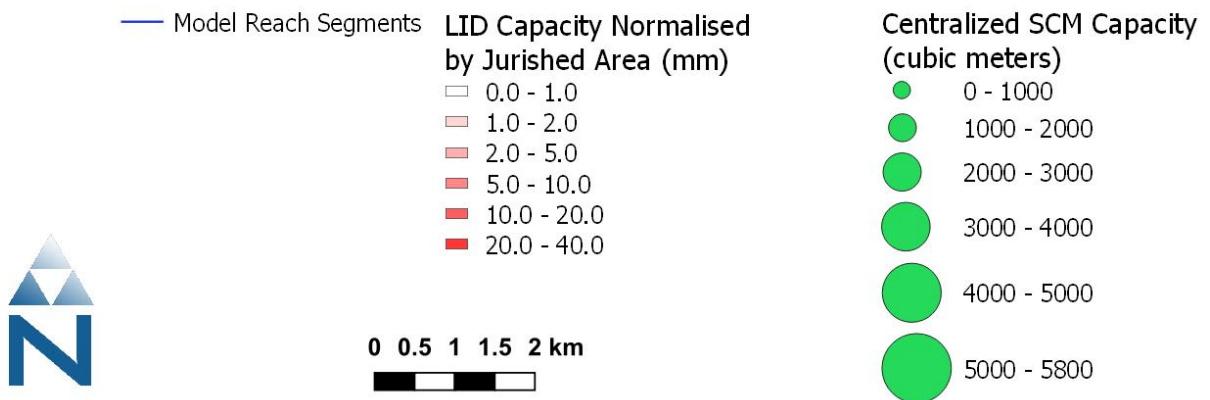 Model Reach Segments
LID Capacity Normalised
by Jurished Area (mm)
0.0 - 1.0
1.0 - 2.0
2.0 - 5.0
5.0 - 10.0
10.0 - 20.0
20.0 - 40.0
Centralized SCM Capacity
(cubic meters)
0 - 1000
1000 - 2000
2000 - 3000
3000 - 4000
4000 - 5000
5000 - 5800
N
0 0.5 1 1.5 2 km